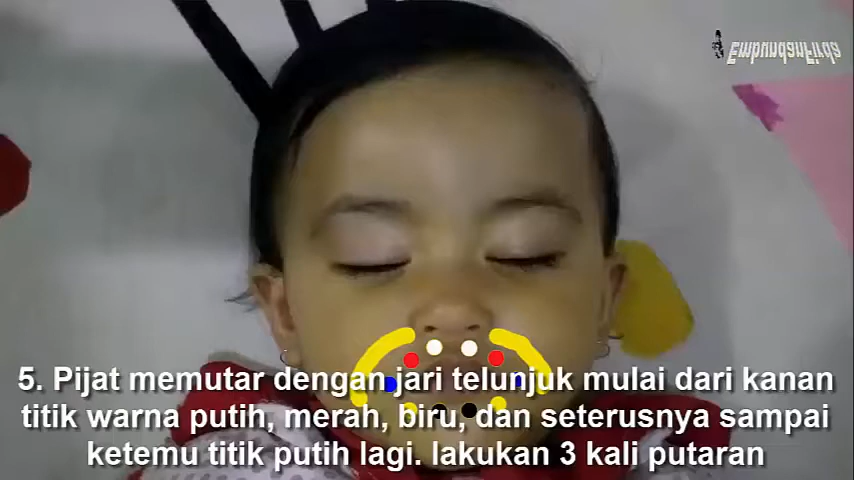 5. Pijat memutar dengan jari telunjuk mulai dari kanan
titik warna putih, merah, biru, dan seterusnya sampai
ketemu titik putih lagi. lakukan 3 kali putaran